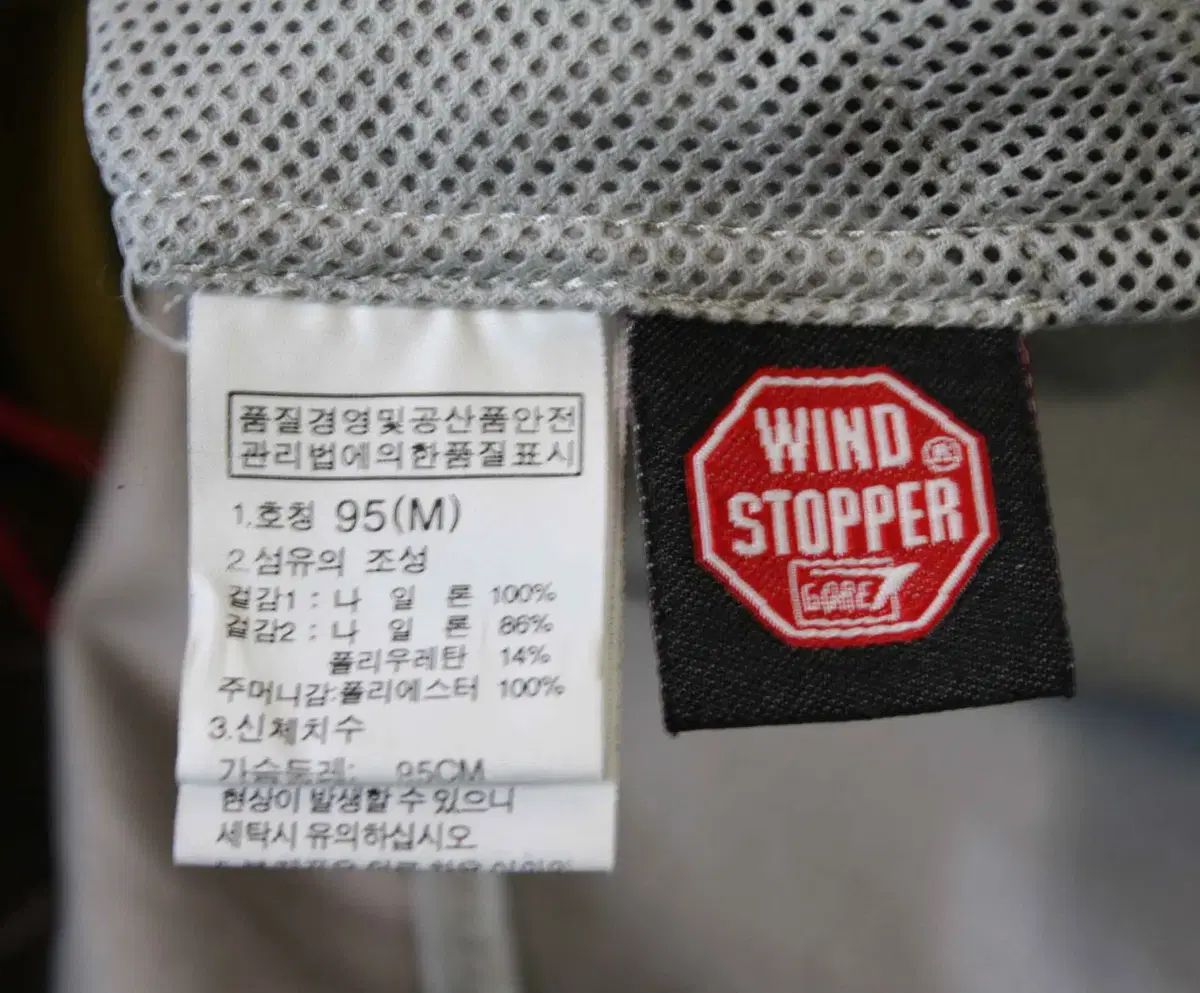 품질경영및공산품안전
관리법에의한품질표시
1.호칭 95(M)
2.섬유의 조성
겉감1 : 나 일 론 100%
겉감2 : 나 일 론 86%
폴리우레탄 14%
주머니감:폴리에스터 100%
3.신체치수
가슴둘레: 95CM
현상이 발생할 수 있으니
세탁시 유의하십시오
WIND
STOPPER
GORE